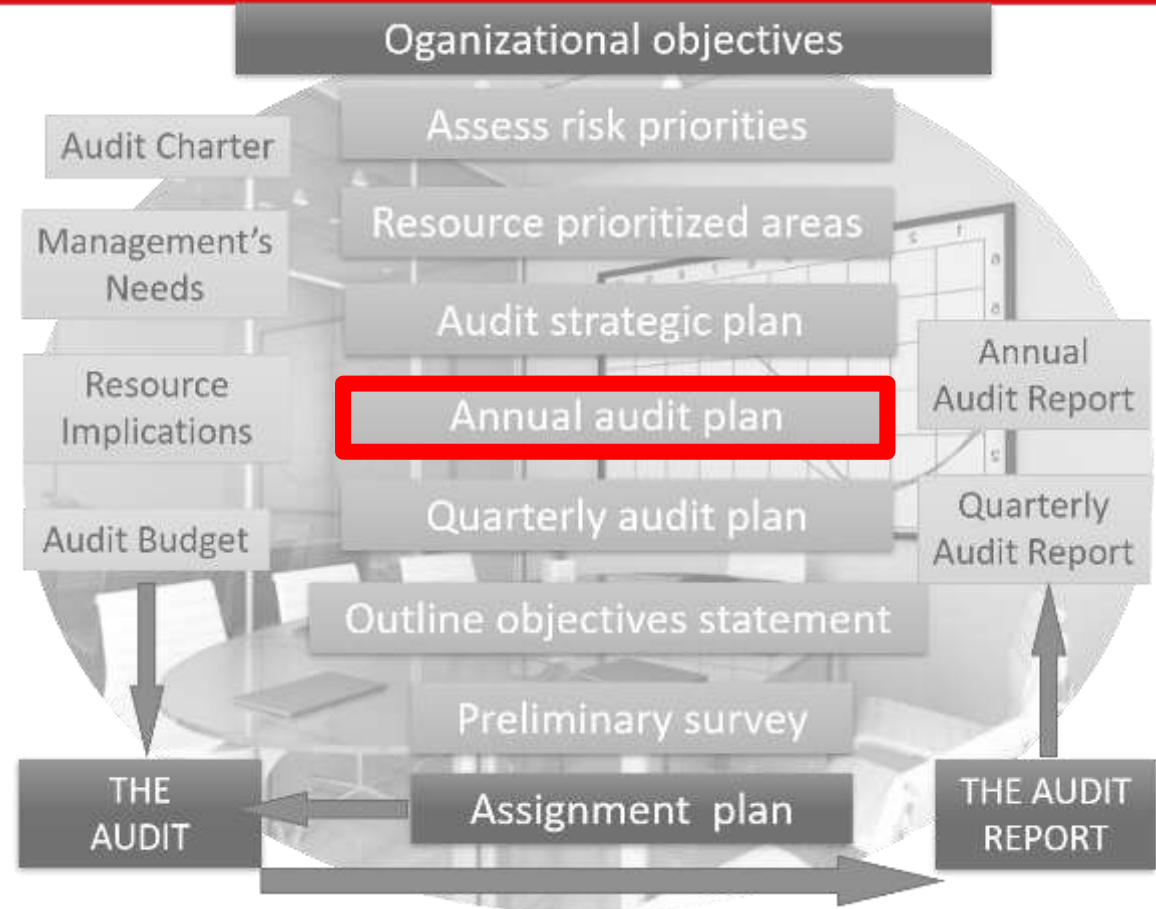 Oganizational objectives
Assess risk priorities
Audit Charter
Resource prioritized areas
Management's
Needs
Audit strategic plan
Annual
Audit Report
Resource
Implications
Annual audit plan
Quarterly audit plan
Quarterly
Audit Report
Audit Budget
Outline objectives statement
Preliminary survey
THE
AUDIT
Assignment plan
THE AUDIT
REPORT